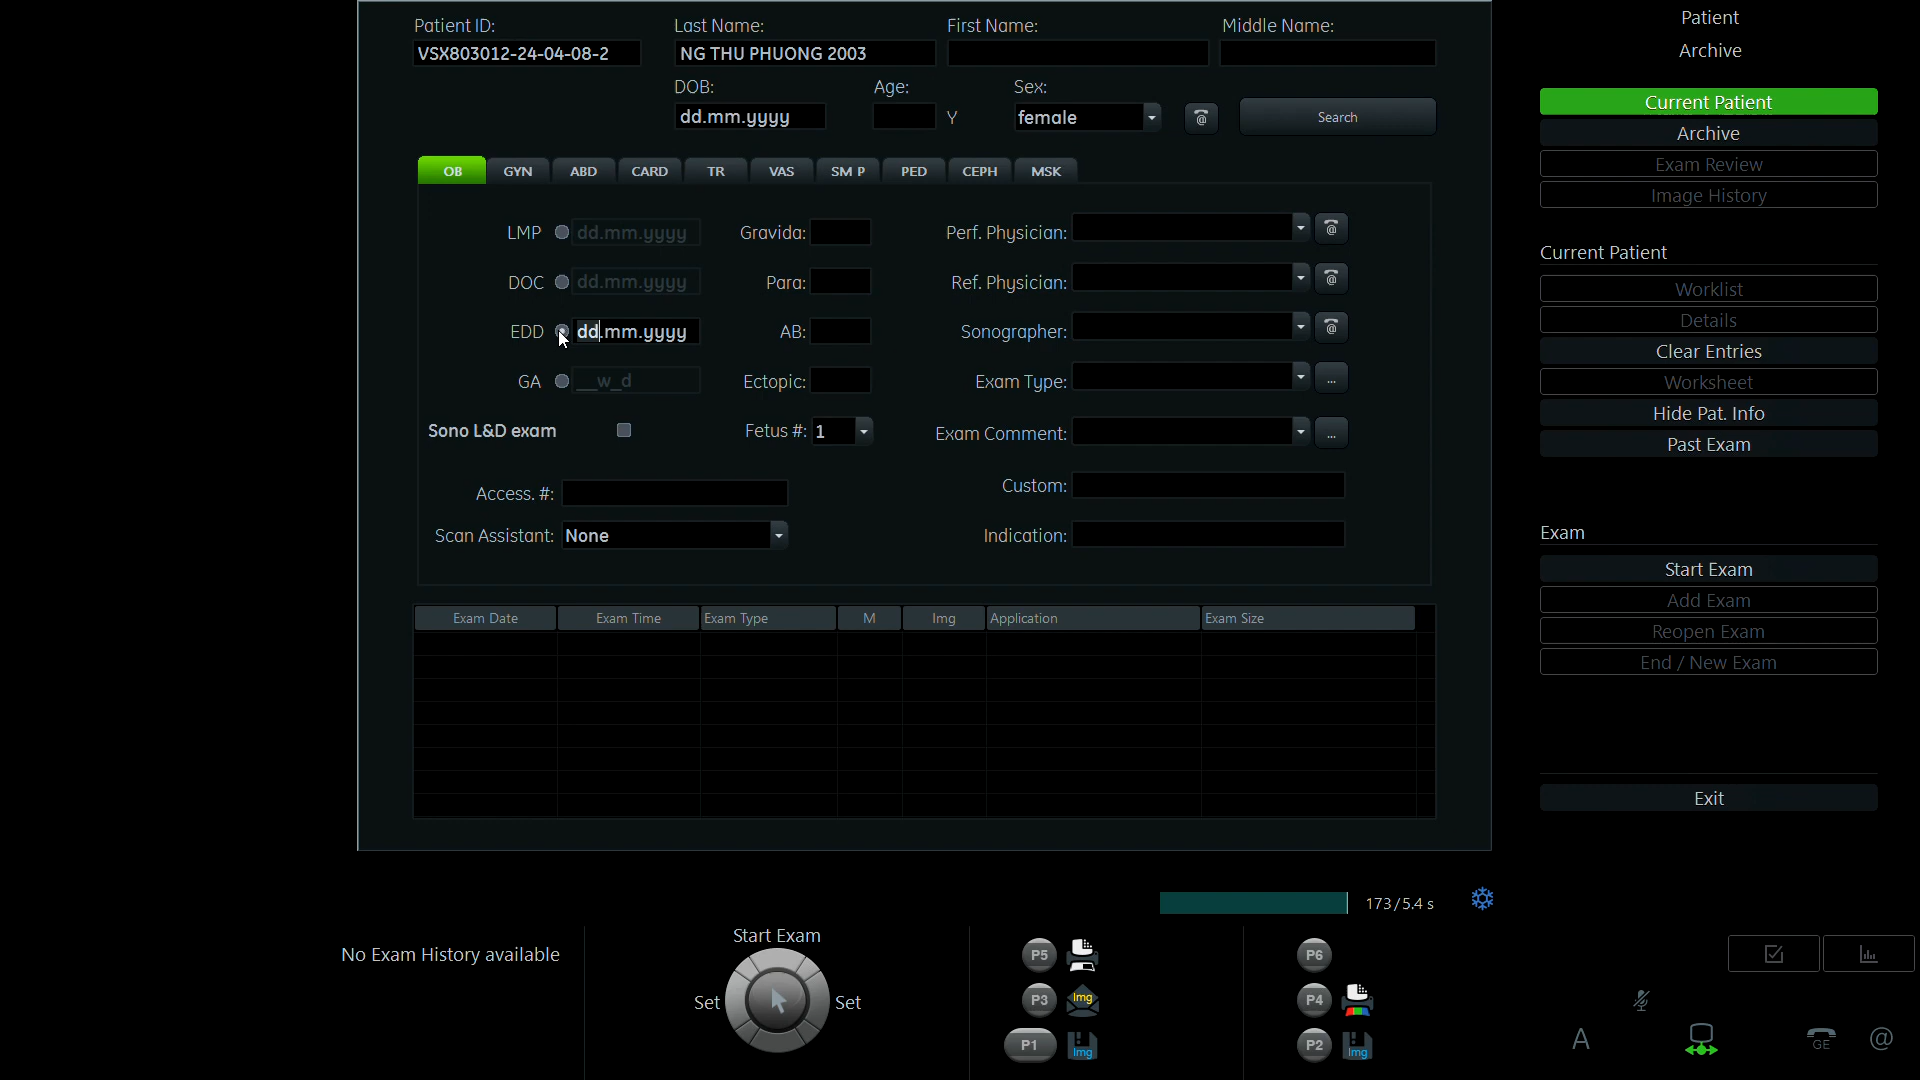 Patient ID: Last Name: First Name: Middle Name:
VSX803012-24-04-08-2 NG THU PHUONG 2003
DOB: Age: Sex:
dd.mm.yyyy Y female Search
OB GYN ABD CARD TR VAS SM P PED CEPH MSK
LMP dd.mm.yyyy Gravida: Perf. Physician:
DOC dd.mm.yyyy Para: Ref. Physician:
EDD dd.mm.yyyy AB: Sonographer:
GA __w_d Ectopic: Exam Type: ...
Sono L&D exam Fetus #: 1 Exam Comment: ...
Access. #: Custom:
Scan Assistant: None Indication:
Exam Date Exam Time Exam Type M Img Application Exam Size
173/5.4 s
No Exam History available
Start Exam
Set Set
P5 P6
P3 Img P4
P1 Img P2 Img
Patient
Archive
Current Patient
Archive
Exam Review
Image History
Current Patient
Worklist
Details
Clear Entries
Worksheet
Hide Pat. Info
Past Exam
Exam
Start Exam
Add Exam
Reopen Exam
End / New Exam
Exit
A GE @